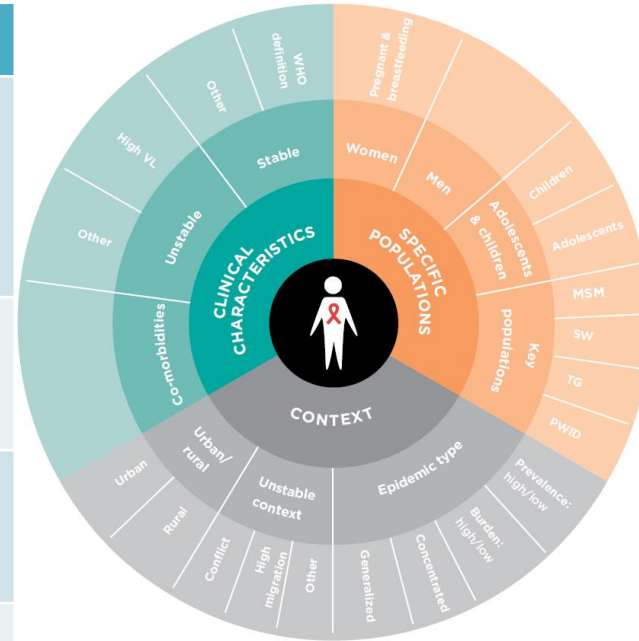 CLINICAL
CHARACTERISTICS
Stable
WHO
definition
Other
Unstable
High VL
Other
Co-morbidities
SPECIFIC
POPULATIONS
Women
Pregnant &
breastfeeding
Men
Adolescents
& children
Children
Adolescents
Key
populations
MSM
SW
TG
PWID
CONTEXT
Epidemic type
Prevalence:
high/low
Burden:
high/low
Concentrated
Generalized
Unstable
context
Other
High
migration
Conflict
Urban/
rural
Rural
Urban